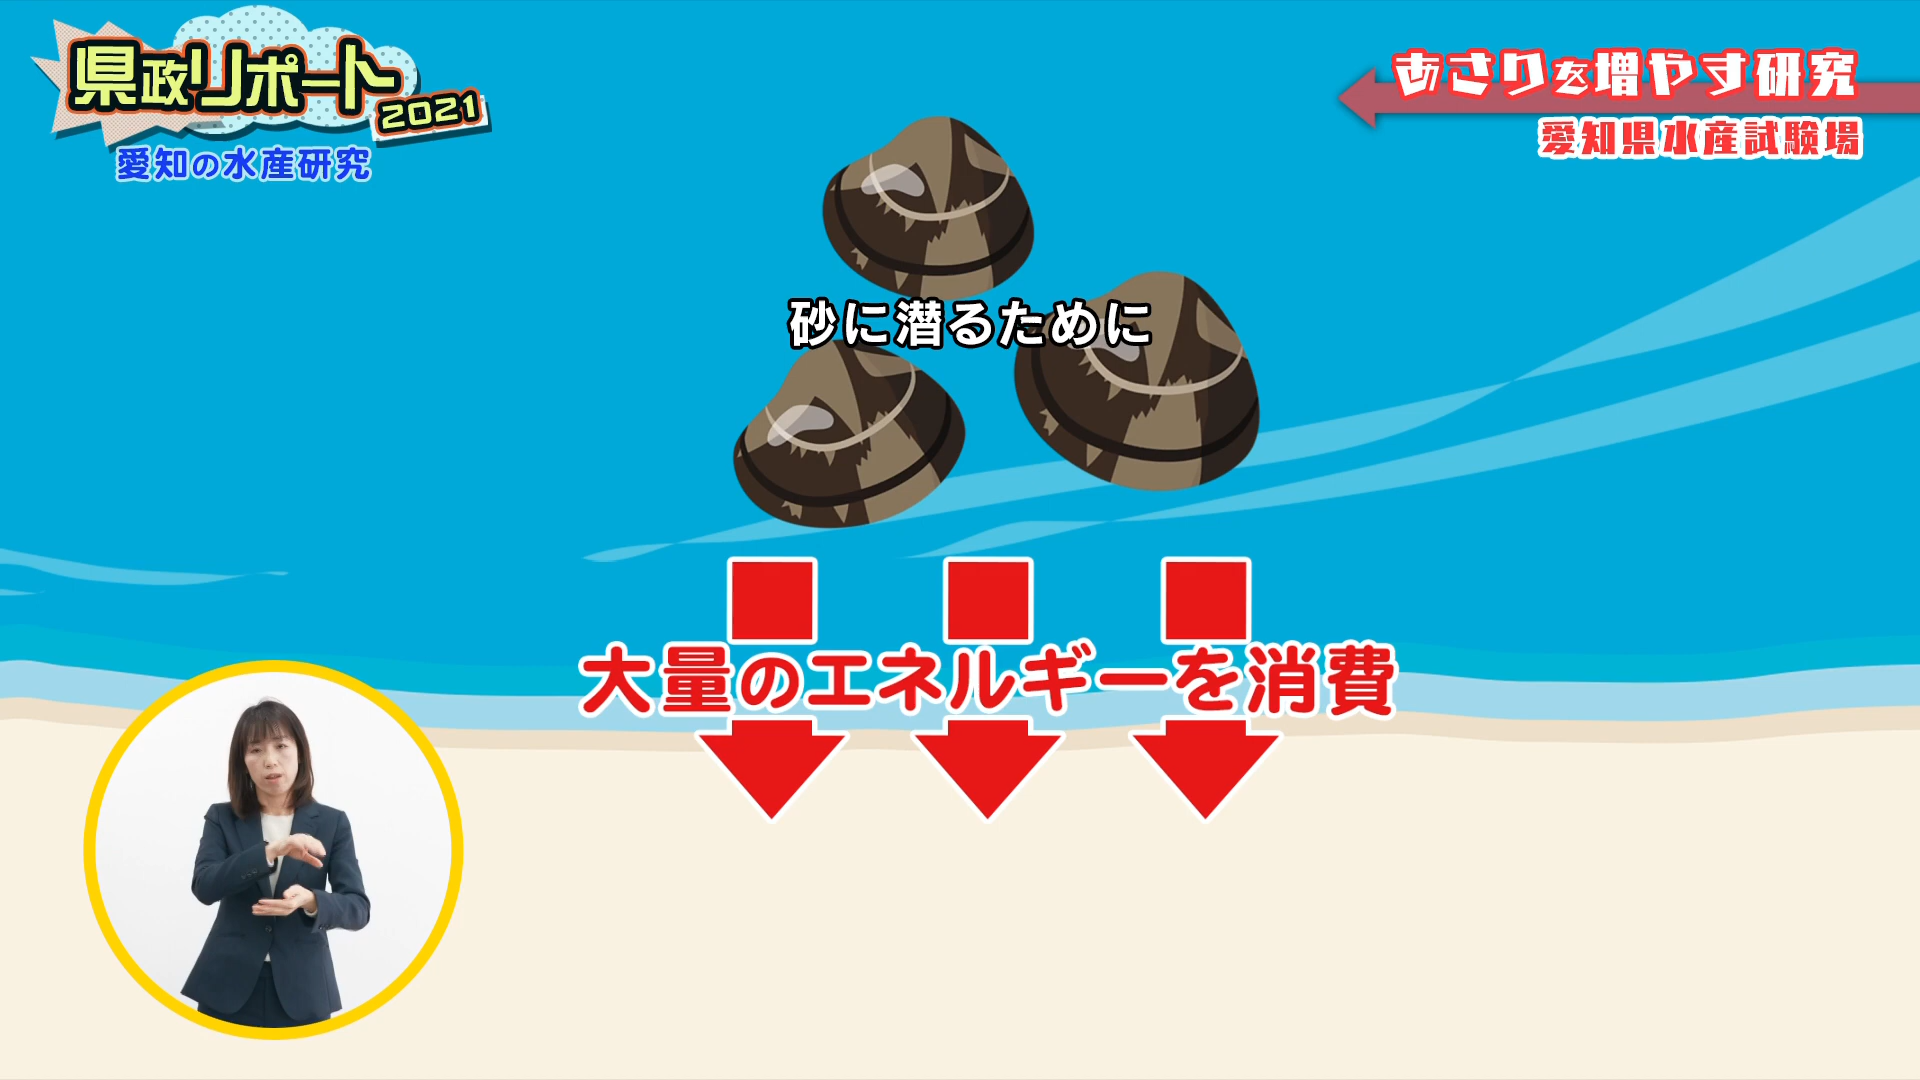 県政リポート
2021
愛知の水産研究
あさりを増やす研究
愛知県水産試験場
砂に潜るために
大量のエネルギーを消費